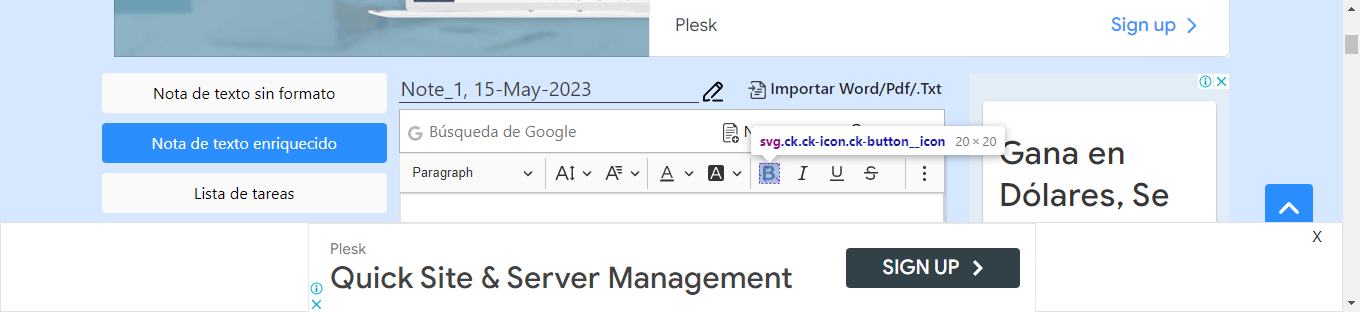 Plesk
Sign up
Nota de texto sin formato
Note_1, 15-May-2023
Importar Word/Pdf/.Txt
Nota de texto enriquecido
Búsqueda de Google
svg.ck.ck-icon.ck-button__icon 20 × 20
Paragraph
A A A A B I U S
Lista de tareas
Gana en
Dólares, Se
X
Plesk
Quick Site & Server Management
SIGN UP